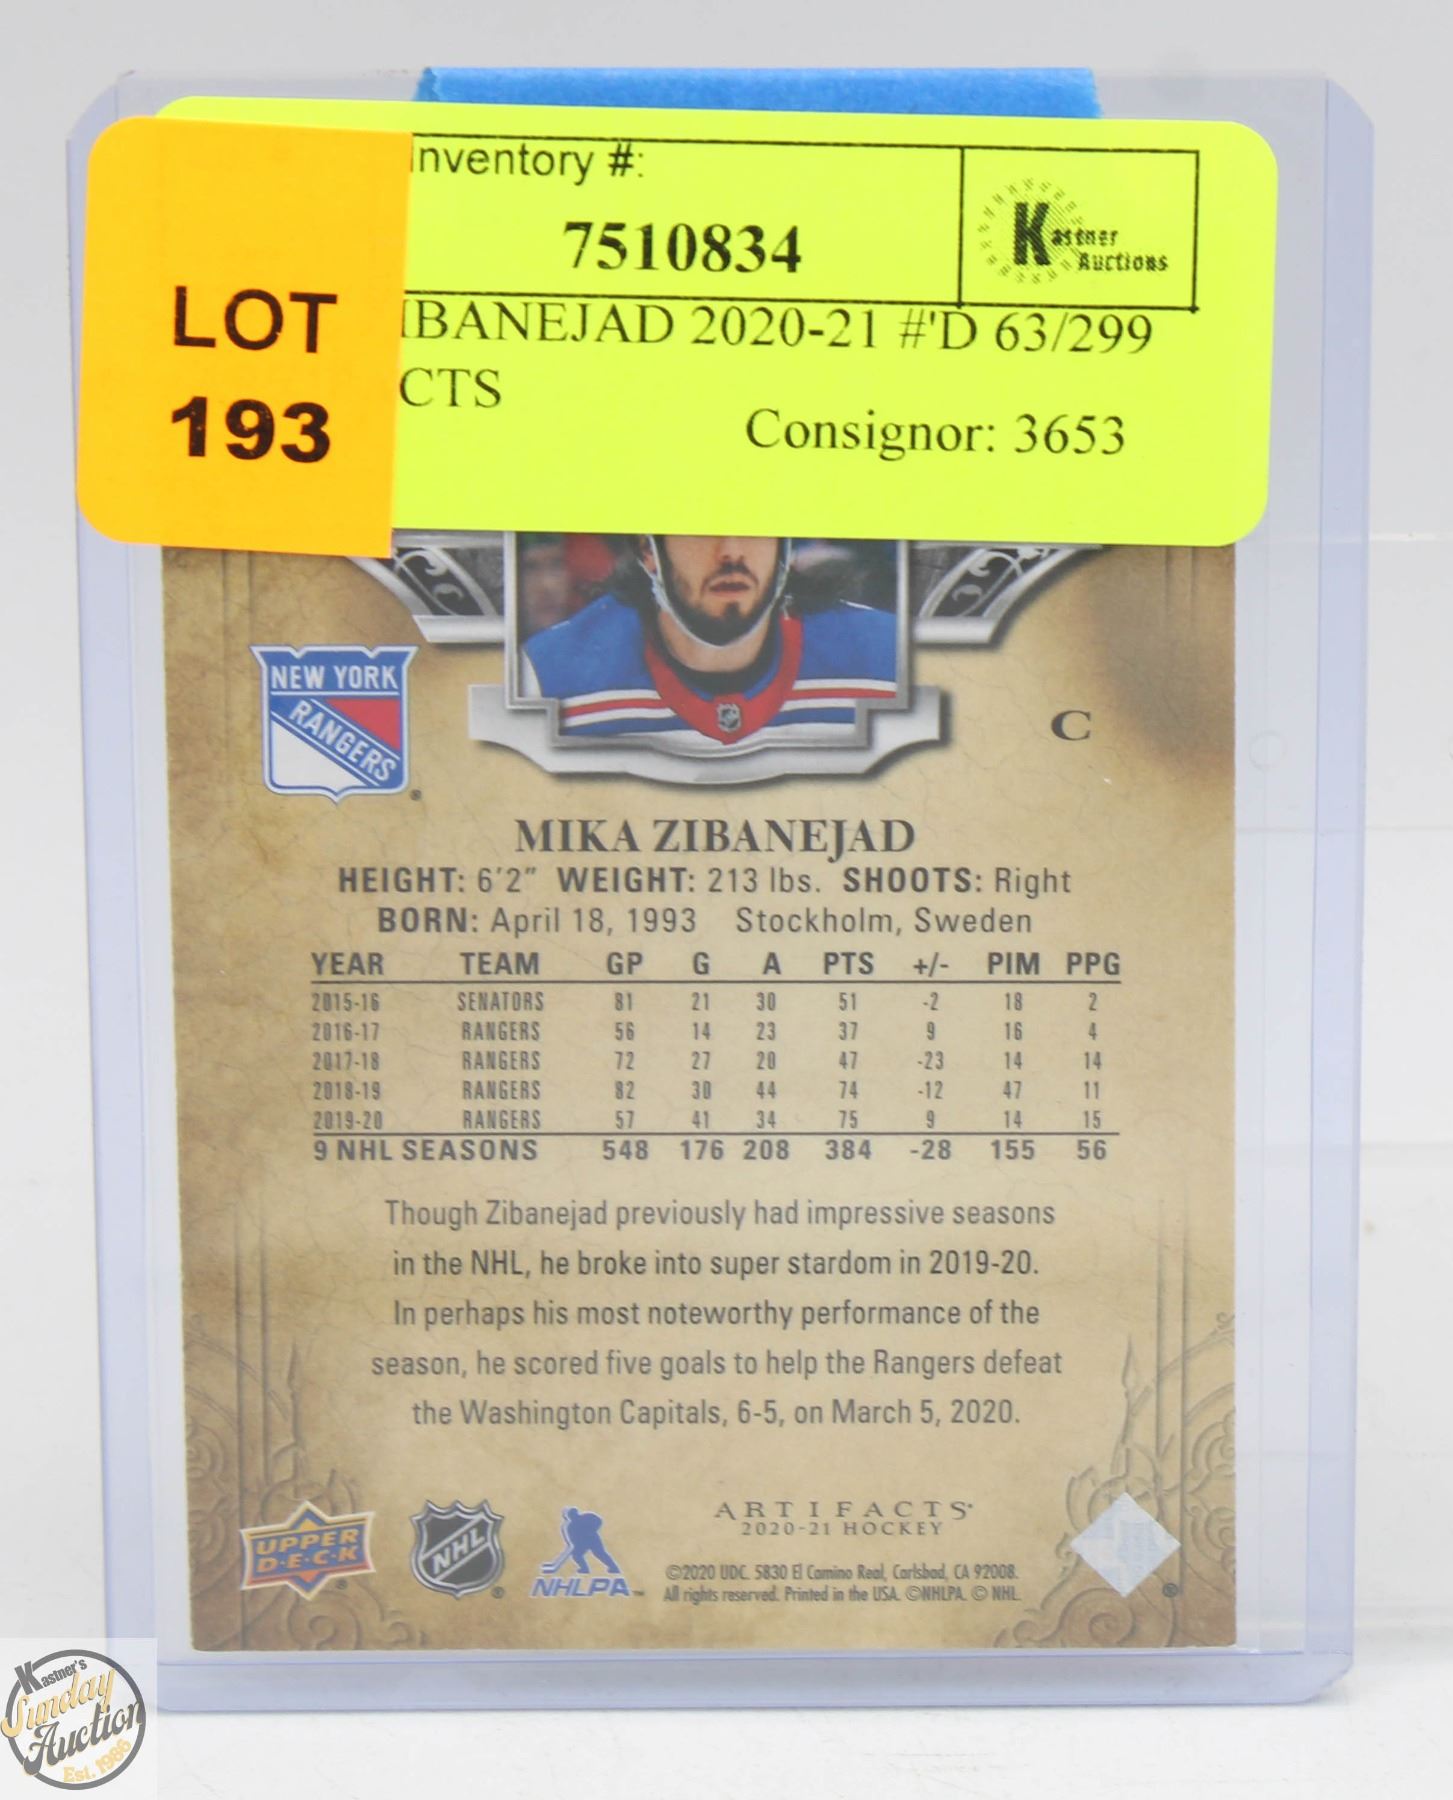 Inventory #:
7510834
Kastner
Auctions
LOT
193
IBANEJAD 2020-21 #'D 63/299
CTS
Consignor: 3653
NEW YORK
RANGERS
C
MIKA ZIBANEJAD
HEIGHT: 6'2" WEIGHT: 213 lbs. SHOOTS: Right
BORN: April 18, 1993 Stockholm, Sweden
YEAR TEAM GP G A PTS +/- PIM PPG
2015-16 SENATORS 81 21 30 51 -2 18 2
2016-17 RANGERS 56 14 23 37 9 16 4
2017-18 RANGERS 72 27 20 47 -23 14 14
2018-19 RANGERS 82 30 44 74 -12 47 11
2019-20 RANGERS 57 41 34 75 9 14 15
9 NHL SEASONS 548 176 208 384 -28 155 56
Though Zibanejad previously had impressive seasons
in the NHL, he broke into super stardom in 2019-20.
In perhaps his most noteworthy performance of the
season, he scored five goals to help the Rangers defeat
the Washington Capitals, 6-5, on March 5, 2020.
UPPER
D·E·C·K
NHL
NHLPA™
ARTIFACTS
2020-21 HOCKEY
©2020 UDC. 5830 El Camino Real, Carlsbad, CA 92008.
All rights reserved. Printed in the USA. ©NHLPA. © NHL.
Kastner's
Sunday
Auction
Est. 1986